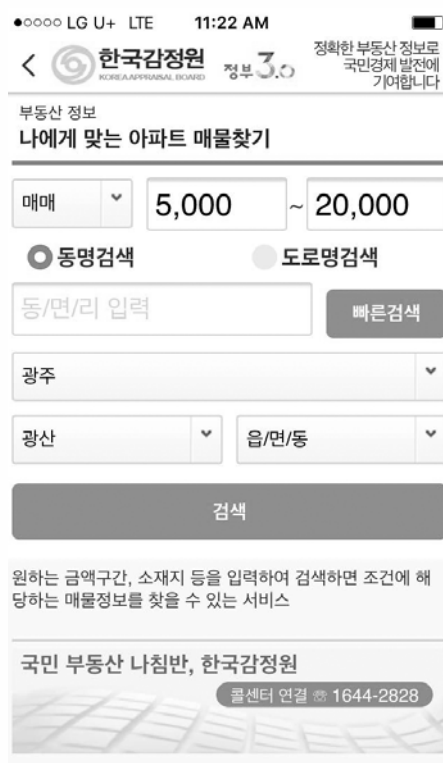 ●○○○○ LG U+ LTE 11:22 AM
한국감정원
KOREA APPRAISAL BOARD
정부3.0
정확한 부동산 정보로
국민경제 발전에
기여합니다
부동산 정보
나에게 맞는 아파트 매물찾기
매매 5,000 ~ 20,000
동명검색 도로명검색
동/면/리 입력 빠른검색
광주
광산 읍/면/동
검색
원하는 금액구간, 소재지 등을 입력하여 검색하면 조건에 해
당하는 매물정보를 찾을 수 있는 서비스
국민 부동산 나침반, 한국감정원
콜센터 연결 ☏ 1644-2828